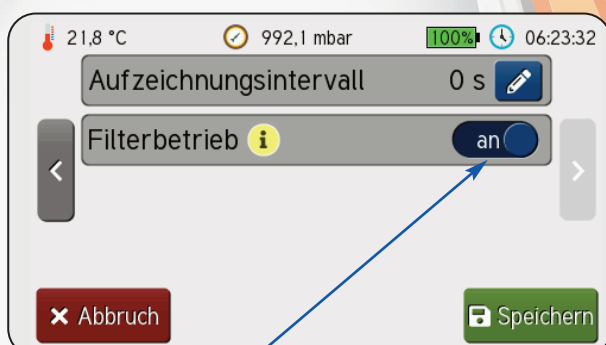 21,8 °C 992,1 mbar 100% 06:23:32
Aufzeichnungsintervall 0 s
Filterbetrieb i an
Abbruch Speichern